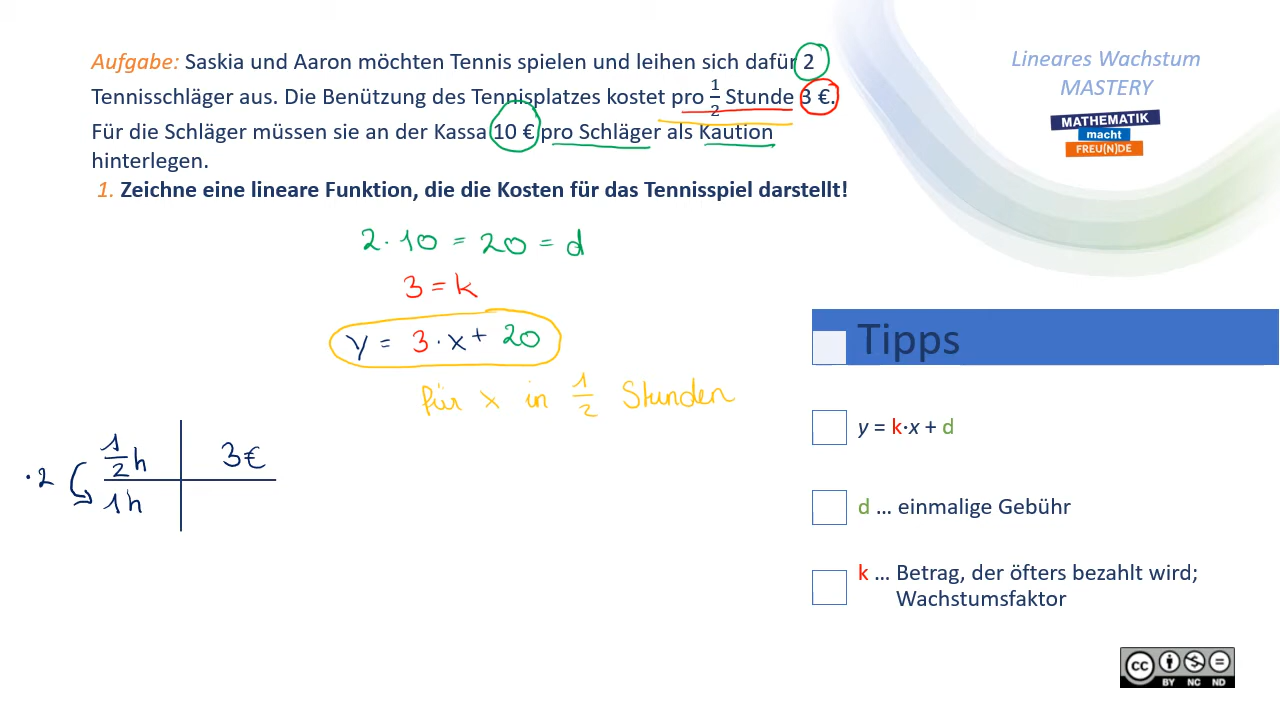 Aufgabe: Saskia und Aaron möchten Tennis spielen und leihen sich dafür 2
Tennisschläger aus. Die Benützung des Tennisplatzes kostet pro 1/2 Stunde 3 €.
Für die Schläger müssen sie an der Kassa 10 € pro Schläger als Kaution
hinterlegen.
1. Zeichne eine lineare Funktion, die die Kosten für das Tennisspiel darstellt!
2 · 10 = 20 = d
3 = k
y = 3 · x + 20
für x in 1/2 Stunden
1/2 h 3 €
· 2
1 h
Lineares Wachstum
MASTERY
MATHEMATIK
macht
FREU(N)DE
Tipps
y = k·x + d
d … einmalige Gebühr
k … Betrag, der öfters bezahlt wird;
Wachstumsfaktor
cc
BY NC ND